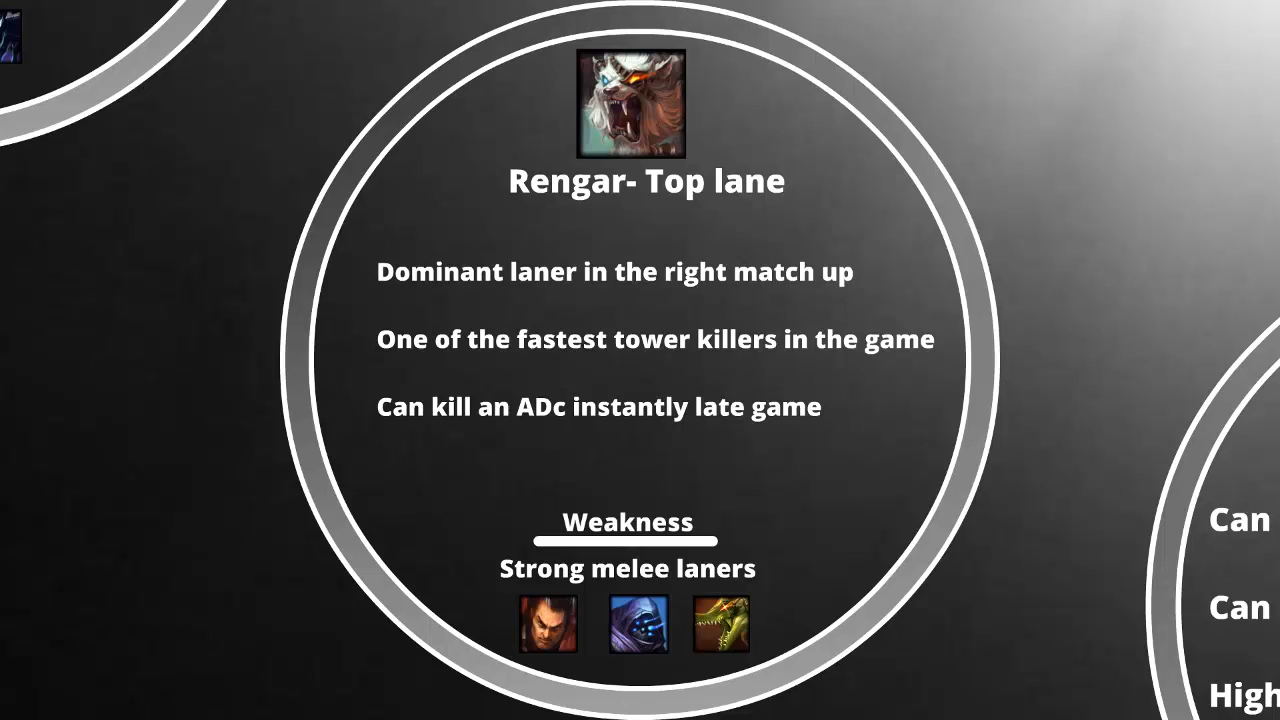 Rengar- Top lane
Dominant laner in the right match up
One of the fastest tower killers in the game
Can kill an ADc instantly late game
Weakness
Strong melee laners
Can
Can
High